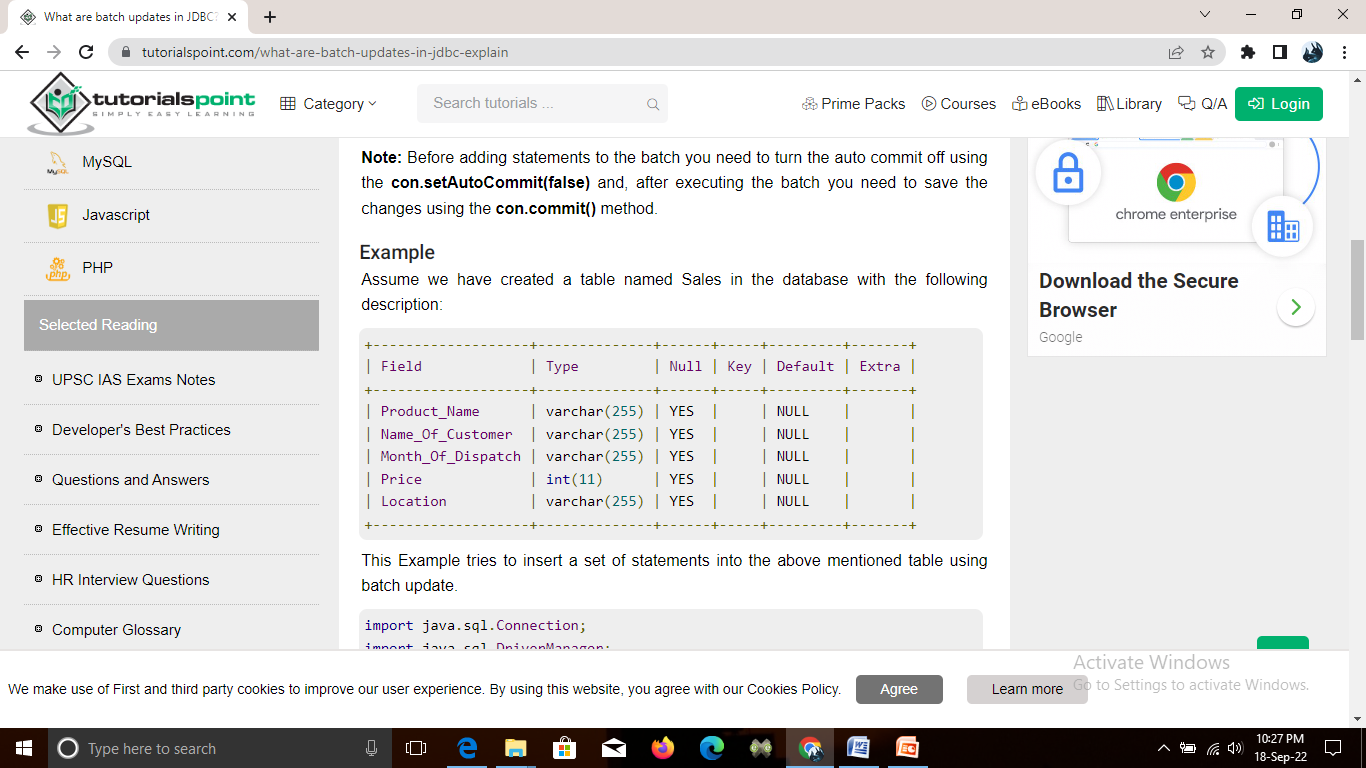 What are batch updates in JDBC?
tutorialspoint.com/what-are-batch-updates-in-jdbc-explain
tutorialspoint
SIMPLY EASY LEARNING
Category
Search tutorials ...
Prime Packs
Courses
eBooks
Library
Q/A
Login
MySQL
Javascript
PHP
Selected Reading
UPSC IAS Exams Notes
Developer's Best Practices
Questions and Answers
Effective Resume Writing
HR Interview Questions
Computer Glossary
Note: Before adding statements to the batch you need to turn the auto commit off using
the con.setAutoCommit(false) and, after executing the batch you need to save the
changes using the con.commit() method.
Example
Assume we have created a table named Sales in the database with the following
description:
+-------------------+--------------+------+-----+---------+-------+
| Field | Type | Null | Key | Default | Extra |
+-------------------+--------------+------+-----+---------+-------+
| Product_Name | varchar(255) | YES | | NULL | |
| Name_Of_Customer | varchar(255) | YES | | NULL | |
| Month_Of_Dispatch | varchar(255) | YES | | NULL | |
| Price | int(11) | YES | | NULL | |
| Location | varchar(255) | YES | | NULL | |
+-------------------+--------------+------+-----+---------+-------+
This Example tries to insert a set of statements into the above mentioned table using
batch update.
import java.sql.Connection;
import java.sql.DriverManager;
chrome enterprise
Download the Secure
Browser
Google
We make use of First and third party cookies to improve our user experience. By using this website, you agree with our Cookies Policy.
Agree
Learn more
Activate Windows
Go to Settings to activate Windows.
Type here to search
10:27 PM
18-Sep-22